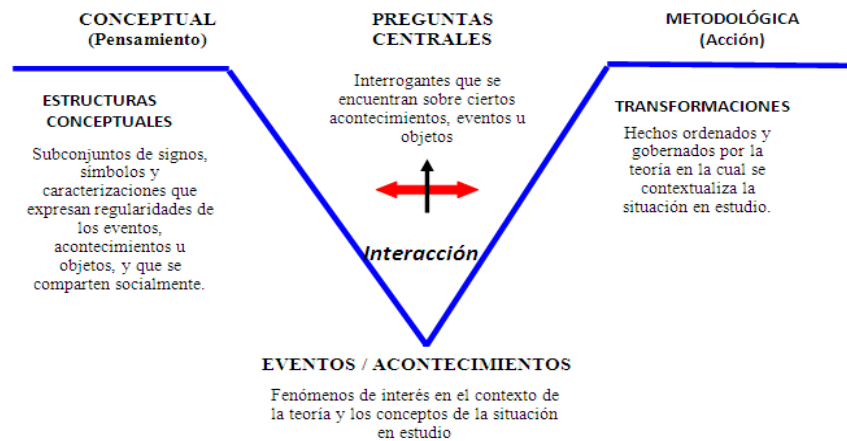 CONCEPTUAL
(Pensamiento)
PREGUNTAS
CENTRALES
METODOLÓGICA
(Acción)
Interrogantes que se
encuentran sobre ciertos
acontecimientos, eventos u
objetos
ESTRUCTURAS
CONCEPTUALES
Subconjuntos de signos,
símbolos y
caracterizaciones que
expresan regularidades de
los eventos,
acontecimientos u
objetos, y que se
comparten socialmente.
TRANSFORMACIONES
Hechos ordenados y
gobernados por la
teoría en la cual se
contextualiza la
situación en estudio.
Interacción
EVENTOS / ACONTECIMIENTOS
Fenómenos de interés en el contexto de
la teoría y los conceptos de la situación
en estudio